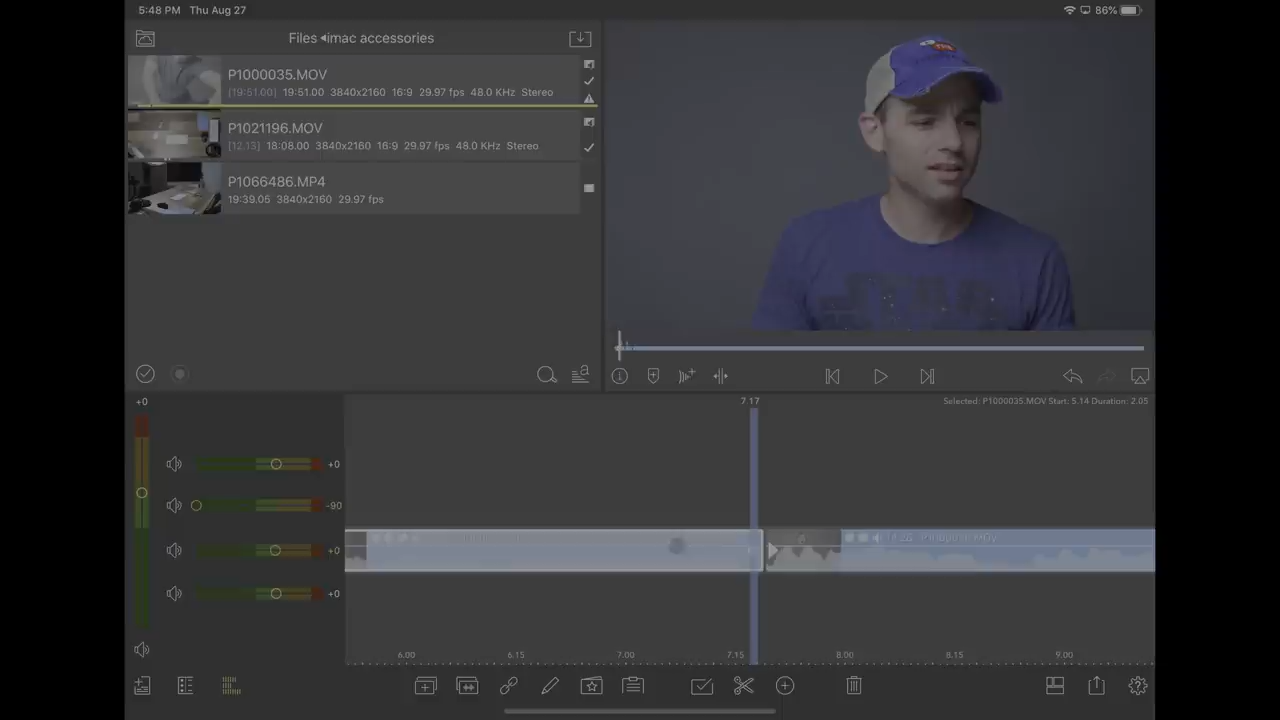 5:48 PM Thu Aug 27
86%
Files
imac accessories
P1000035.MOV
[19:51.00] 19:51.00 3840x2160 16:9 29.97 fps 48.0 KHz Stereo
P1021196.MOV
[12.13] 18:08.00 3840x2160 16:9 29.97 fps 48.0 KHz Stereo
P1066486.MP4
19:39.05 3840x2160 29.97 fps
+0
7.17
Selected: P1000035.MOV Start: 5.14 Duration: 2.05
+0
-90
+0
+0
6.00 6.15 7.00 7.15 8.00 8.15 9.00